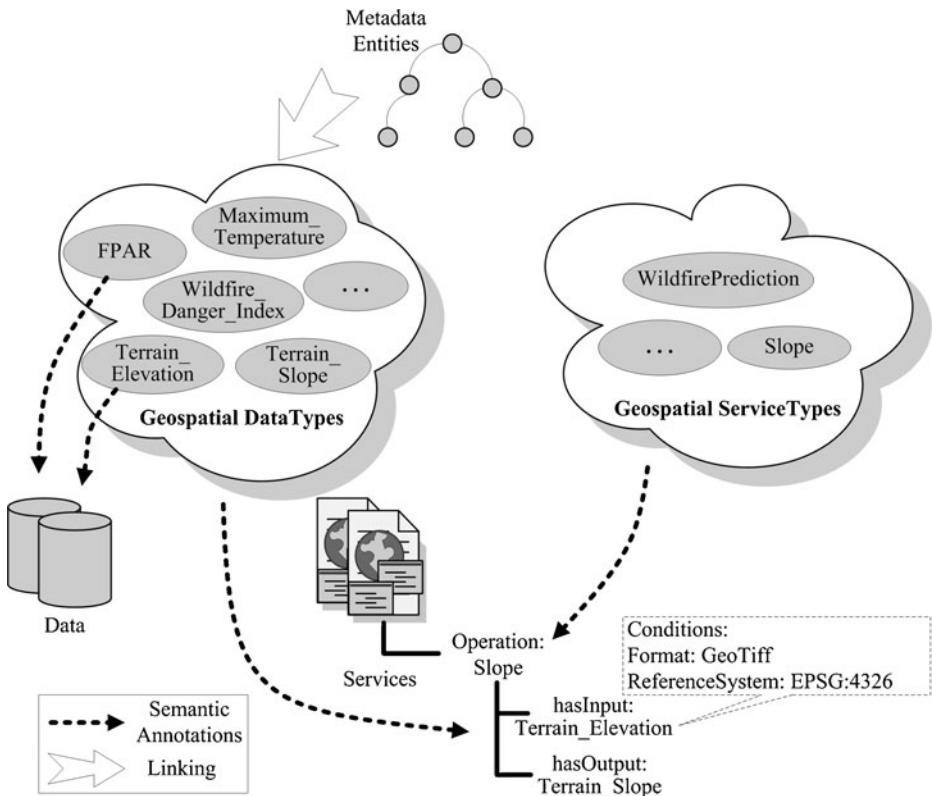 Metadata
Entities
Maximum_
Temperature
FPAR
Wildfire_
Danger_Index
...
Terrain_
Elevation
Terrain_
Slope
Geospatial DataTypes
WildfirePrediction
...
Slope
Geospatial ServiceTypes
Data
Services
Operation:
Slope
hasInput:
Terrain_Elevation
hasOutput:
Terrain_Slope
Conditions:
Format: GeoTiff
ReferenceSystem: EPSG:4326
Semantic
Annotations
Linking